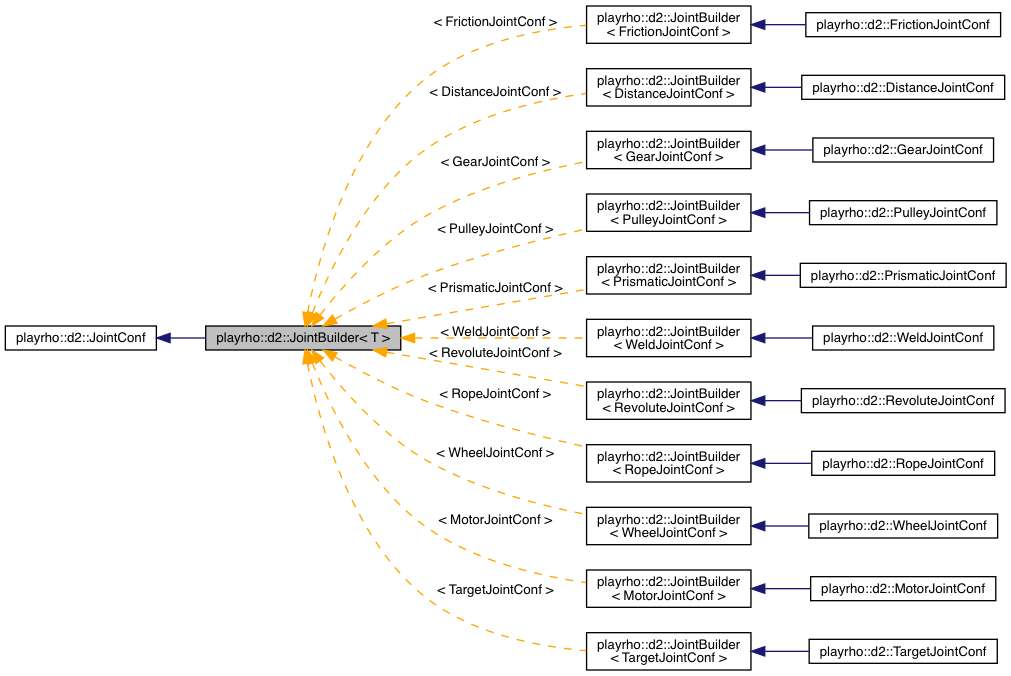 < FrictionJointConf >
playrho::d2::JointBuilder
< FrictionJointConf >
playrho::d2::FrictionJointConf
< DistanceJointConf >
playrho::d2::JointBuilder
< DistanceJointConf >
playrho::d2::DistanceJointConf
< GearJointConf >
playrho::d2::JointBuilder
< GearJointConf >
playrho::d2::GearJointConf
< PulleyJointConf >
playrho::d2::JointBuilder
< PulleyJointConf >
playrho::d2::PulleyJointConf
< PrismaticJointConf >
playrho::d2::JointBuilder
< PrismaticJointConf >
playrho::d2::PrismaticJointConf
playrho::d2::JointConf
playrho::d2::JointBuilder< T >
< WeldJointConf >
playrho::d2::JointBuilder
< WeldJointConf >
playrho::d2::WeldJointConf
< RevoluteJointConf >
playrho::d2::JointBuilder
< RevoluteJointConf >
playrho::d2::RevoluteJointConf
< RopeJointConf >
playrho::d2::JointBuilder
< RopeJointConf >
playrho::d2::RopeJointConf
< WheelJointConf >
playrho::d2::JointBuilder
< WheelJointConf >
playrho::d2::WheelJointConf
< MotorJointConf >
playrho::d2::JointBuilder
< MotorJointConf >
playrho::d2::MotorJointConf
< TargetJointConf >
playrho::d2::JointBuilder
< TargetJointConf >
playrho::d2::TargetJointConf